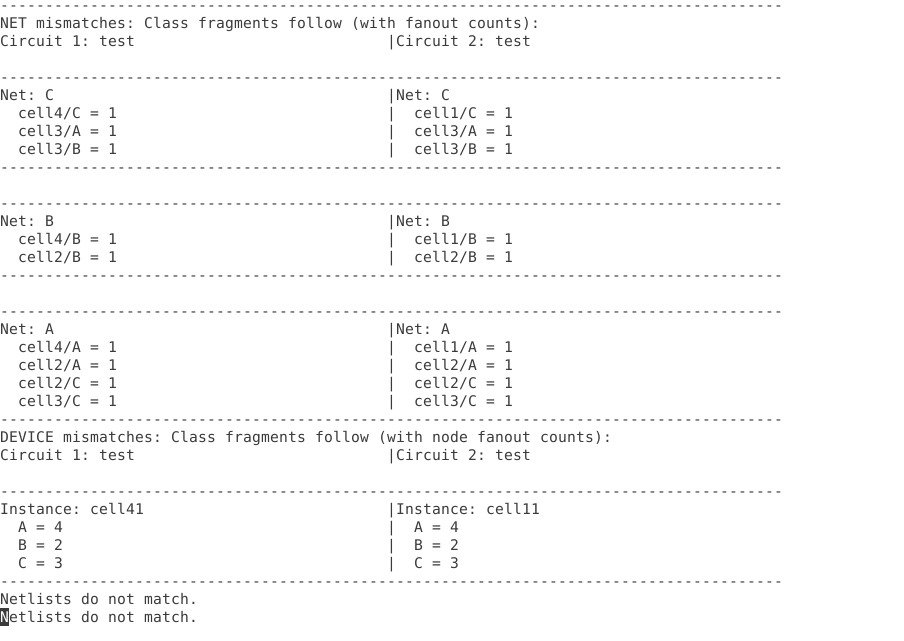 --------------------------------------------------------------------------------------
NET mismatches: Class fragments follow (with fanout counts):
Circuit 1: test                            |Circuit 2: test

--------------------------------------------------------------------------------------
Net: C                                     |Net: C
  cell4/C = 1                              |  cell1/C = 1
  cell3/A = 1                              |  cell3/A = 1
  cell3/B = 1                              |  cell3/B = 1
--------------------------------------------------------------------------------------

--------------------------------------------------------------------------------------
Net: B                                     |Net: B
  cell4/B = 1                              |  cell1/B = 1
  cell2/B = 1                              |  cell2/B = 1
--------------------------------------------------------------------------------------

--------------------------------------------------------------------------------------
Net: A                                     |Net: A
  cell4/A = 1                              |  cell1/A = 1
  cell2/A = 1                              |  cell2/A = 1
  cell2/C = 1                              |  cell2/C = 1
  cell3/C = 1                              |  cell3/C = 1
--------------------------------------------------------------------------------------
DEVICE mismatches: Class fragments follow (with node fanout counts):
Circuit 1: test                            |Circuit 2: test

--------------------------------------------------------------------------------------
Instance: cell41                           |Instance: cell11
  A = 4                                    |  A = 4
  B = 2                                    |  B = 2
  C = 3                                    |  C = 3
--------------------------------------------------------------------------------------
Netlists do not match.
Netlists do not match.